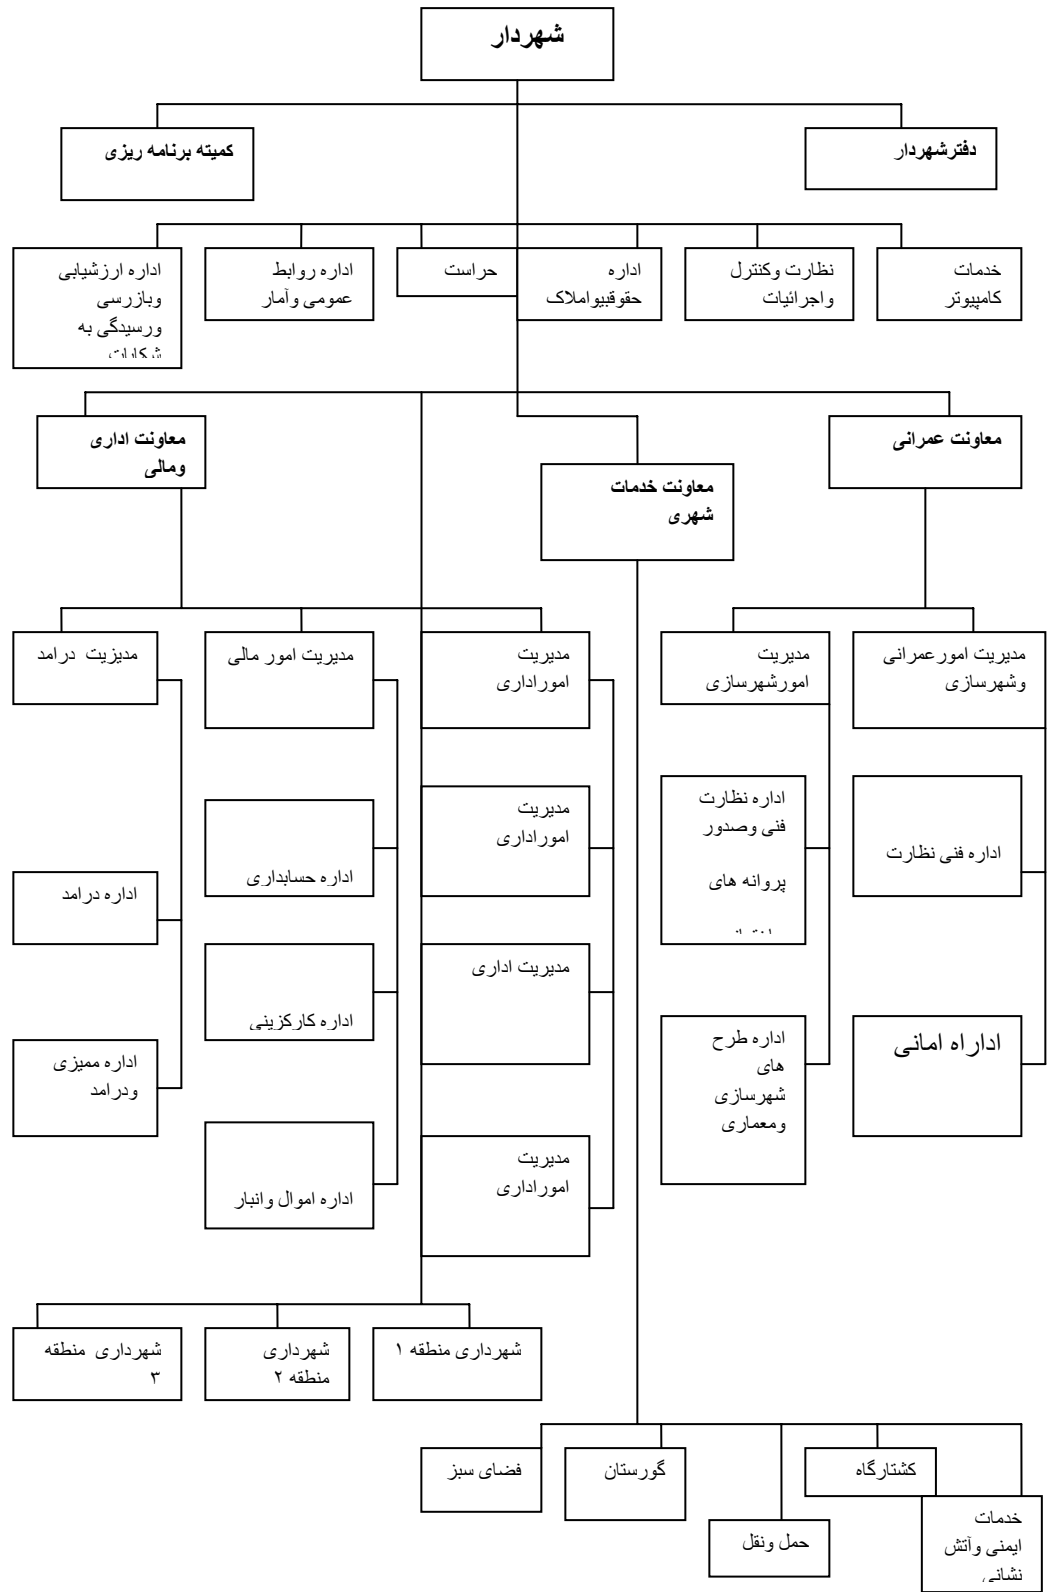 شهردار
دفترشهردار
کمیته برنامه ریزی
خدمات
کامپیوتر
نظارت وکنترل
واجرائیات
اداره
حقوقبیواملاک
حراست
اداره روابط
عمومی وآمار
اداره ارزشیابی
وبازرسی
ورسیدگی به
شکایات
معاونت عمرانی
معاونت خدمات
شهری
معاونت اداری
ومالی
مدیریت امورعمرانی
وشهرسازی
مدیریت
امورشهرسازی
مدیریت
اموراداری
مدیریت امور مالی
مدیزیت درامد
اداره فنی نظارت
اداره نظارت
فنی وصدور
پروانه های
مدیریت
اموراداری
اداره حسابداری
اداره درامد
اداراه امانی
اداره طرح
های
شهرسازی
ومعماری
مدیریت اداری
اداره کارکزینی
اداره ممیزی
ودرامد
مدیریت
اموراداری
اداره اموال وانبار
شهرداری منطقه ۱
شهرداری
منطقه ۲
شهرداری منطقه
۳
کشتارگاه
گورستان
فضای سبز
خدمات
ایمنی وآتش
نشانی
حمل ونقل